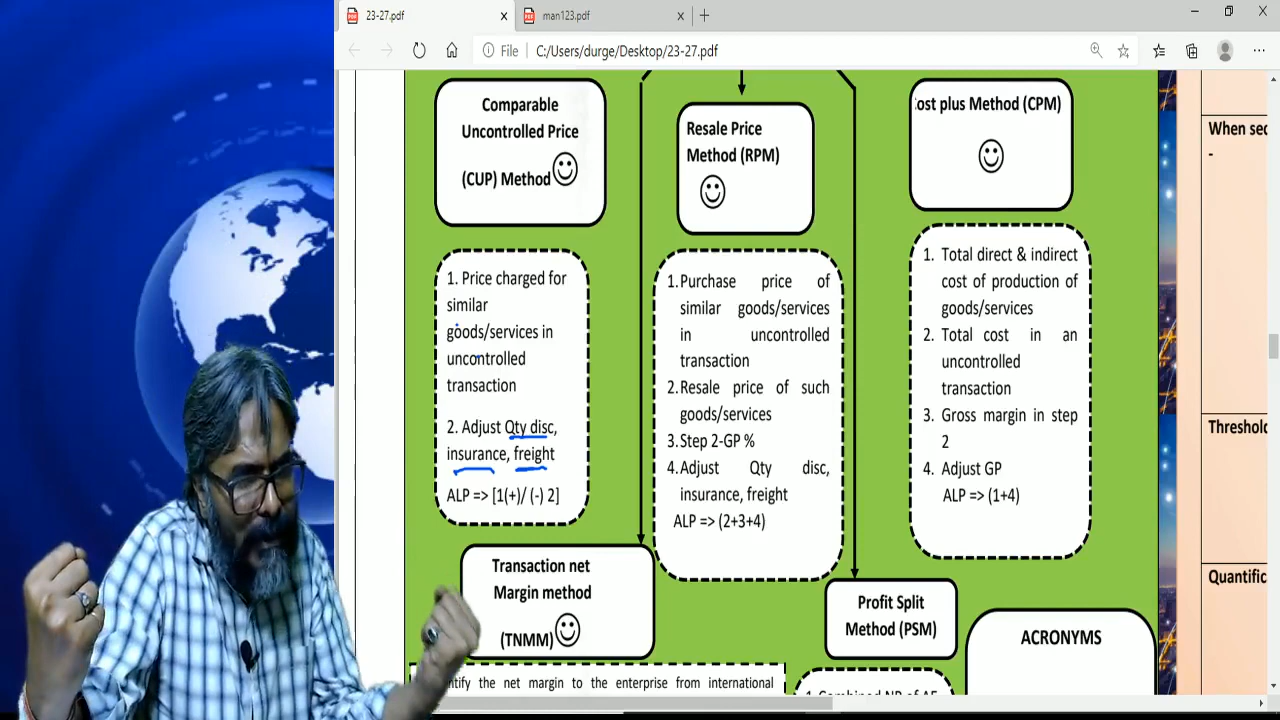 23-27.pdf
man123.pdf
File
C:/Users/durge/Desktop/23-27.pdf
Comparable
Uncontrolled Price
(CUP) Method
Resale Price
Method (RPM)
ost plus Method (CPM)
1. Price charged for
similar
goods/services in
uncontrolled
transaction
2. Adjust Qty disc,
insurance, freight
ALP => [1(+)/ (-) 2]
1.Purchase price of
similar goods/services
in uncontrolled
transaction
2.Resale price of such
goods/services
3.Step 2-GP %
4.Adjust Qty disc,
insurance, freight
ALP => (2+3+4)
1. Total direct & indirect
cost of production of
goods/services
2. Total cost in an
uncontrolled
transaction
3. Gross margin in step
2
4. Adjust GP
ALP => (1+4)
Transaction net
Margin method
(TNMM)
Profit Split
Method (PSM)
ACRONYMS
ntify the net margin to the enterprise from international
1. Combined NP of AE
When sec
-
Threshold
Quantific